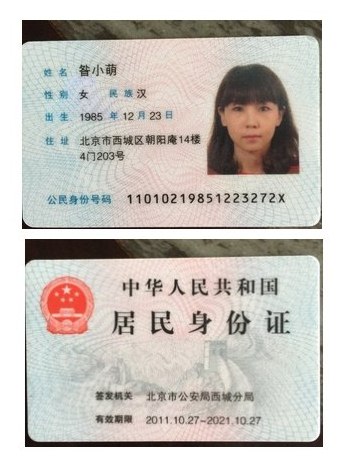 姓名 昝小萌
性别 女 民族 汉
出生 1985 年 12 月 23 日
住址 北京市西城区朝阳庵14楼
4门203号
公民身份号码 11010219851223272X
中华人民共和国
居民身份证
签发机关 北京市公安局西城分局
有效期限 2011.10.27-2021.10.27